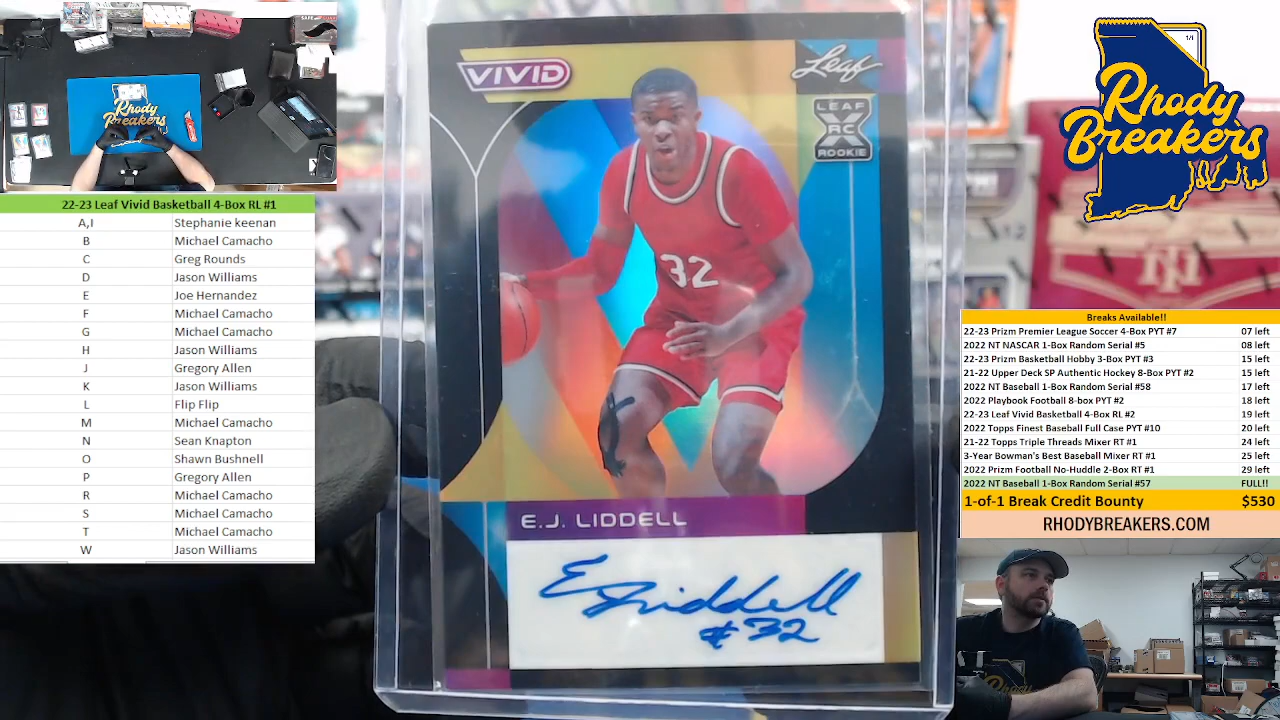 Rhody
Breakers
22-23 Leaf Vivid Basketball 4-Box RL #1
A,I Stephanie keenan
B Michael Camacho
C Greg Rounds
D Jason Williams
E Joe Hernandez
F Michael Camacho
G Michael Camacho
H Jason Williams
J Gregory Allen
K Jason Williams
L Flip Flip
M Michael Camacho
N Sean Knapton
O Shawn Bushnell
P Gregory Allen
R Michael Camacho
S Michael Camacho
T Michael Camacho
W Jason Williams
VIVID
Leaf
LEAF
XRC
ROOKIE
32
E.J. LIDDELL
E Liddell
#32
Rhody
Breakers
1/1
Breaks Available!!
22-23 Prizm Premier League Soccer 4-Box PYT #7 07 left
2022 NT NASCAR 1-Box Random Serial #5 08 left
22-23 Prizm Basketball Hobby 3-Box PYT #3 15 left
21-22 Upper Deck SP Authentic Hockey 8-Box PYT #2 15 left
2022 NT Baseball 1-Box Random Serial #58 17 left
2022 Playbook Football 8-box PYT #2 18 left
22-23 Leaf Vivid Basketball 4-Box RL #2 19 left
2022 Topps Finest Baseball Full Case PYT #10 20 left
21-22 Topps Triple Threads Mixer RT #1 24 left
3-Year Bowman's Best Baseball Mixer RT #1 25 left
2022 Prizm Football No-Huddle 2-Box RT #1 29 left
2022 NT Baseball 1-Box Random Serial #57 FULL!!
1-of-1 Break Credit Bounty $530
RHODYBREAKERS.COM